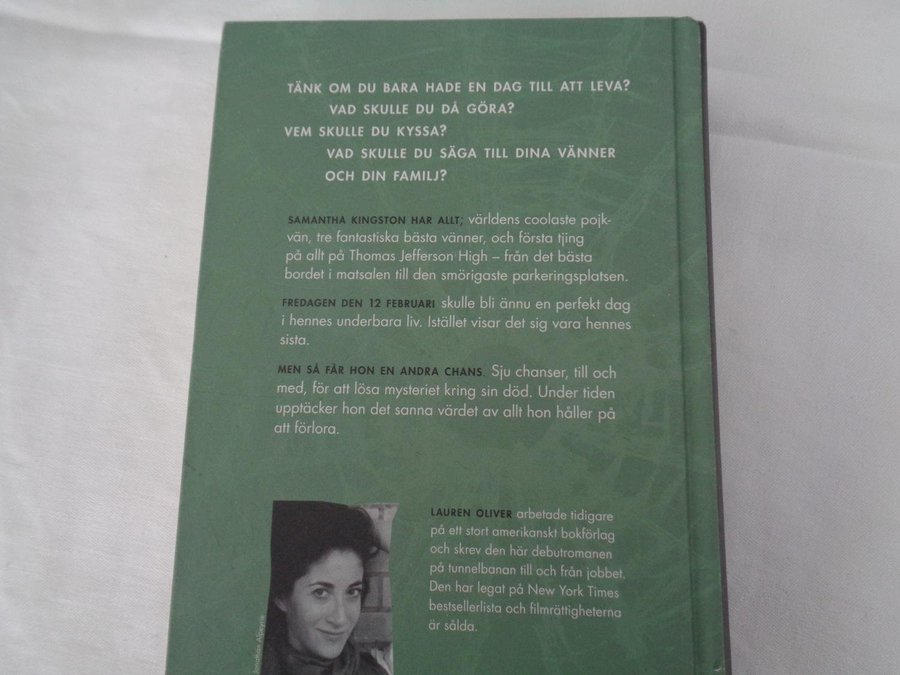 TÄNK OM DU BARA HADE EN DAG TILL ATT LEVA?
VAD SKULLE DU DÅ GÖRA?
VEM SKULLE DU KYSSA?
VAD SKULLE DU SÄGA TILL DINA VÄNNER
OCH DIN FAMILJ?
SAMANTHA KINGSTON HAR ALLT; världens coolaste pojk-
vän, tre fantastiska bästa vänner, och första tjing
på allt på Thomas Jefferson High – från det bästa
bordet i matsalen till den smörigaste parkeringsplatsen.
FREDAGEN DEN 12 FEBRUARI skulle bli ännu en perfekt dag
i hennes underbara liv. Istället visar det sig vara hennes
sista.
MEN SÅ FÅR HON EN ANDRA CHANS. Sju chanser, till och
med, för att lösa mysteriet kring sin död. Under tiden
upptäcker hon det sanna värdet av allt hon håller på
att förlora.
LAUREN OLIVER arbetade tidigare
på ett stort amerikanskt bokförlag
och skrev den här debutromanen
på tunnelbanan till och från jobbet.
Den har legat på New York Times
bestsellerlista och filmrättigheterna
är sålda.